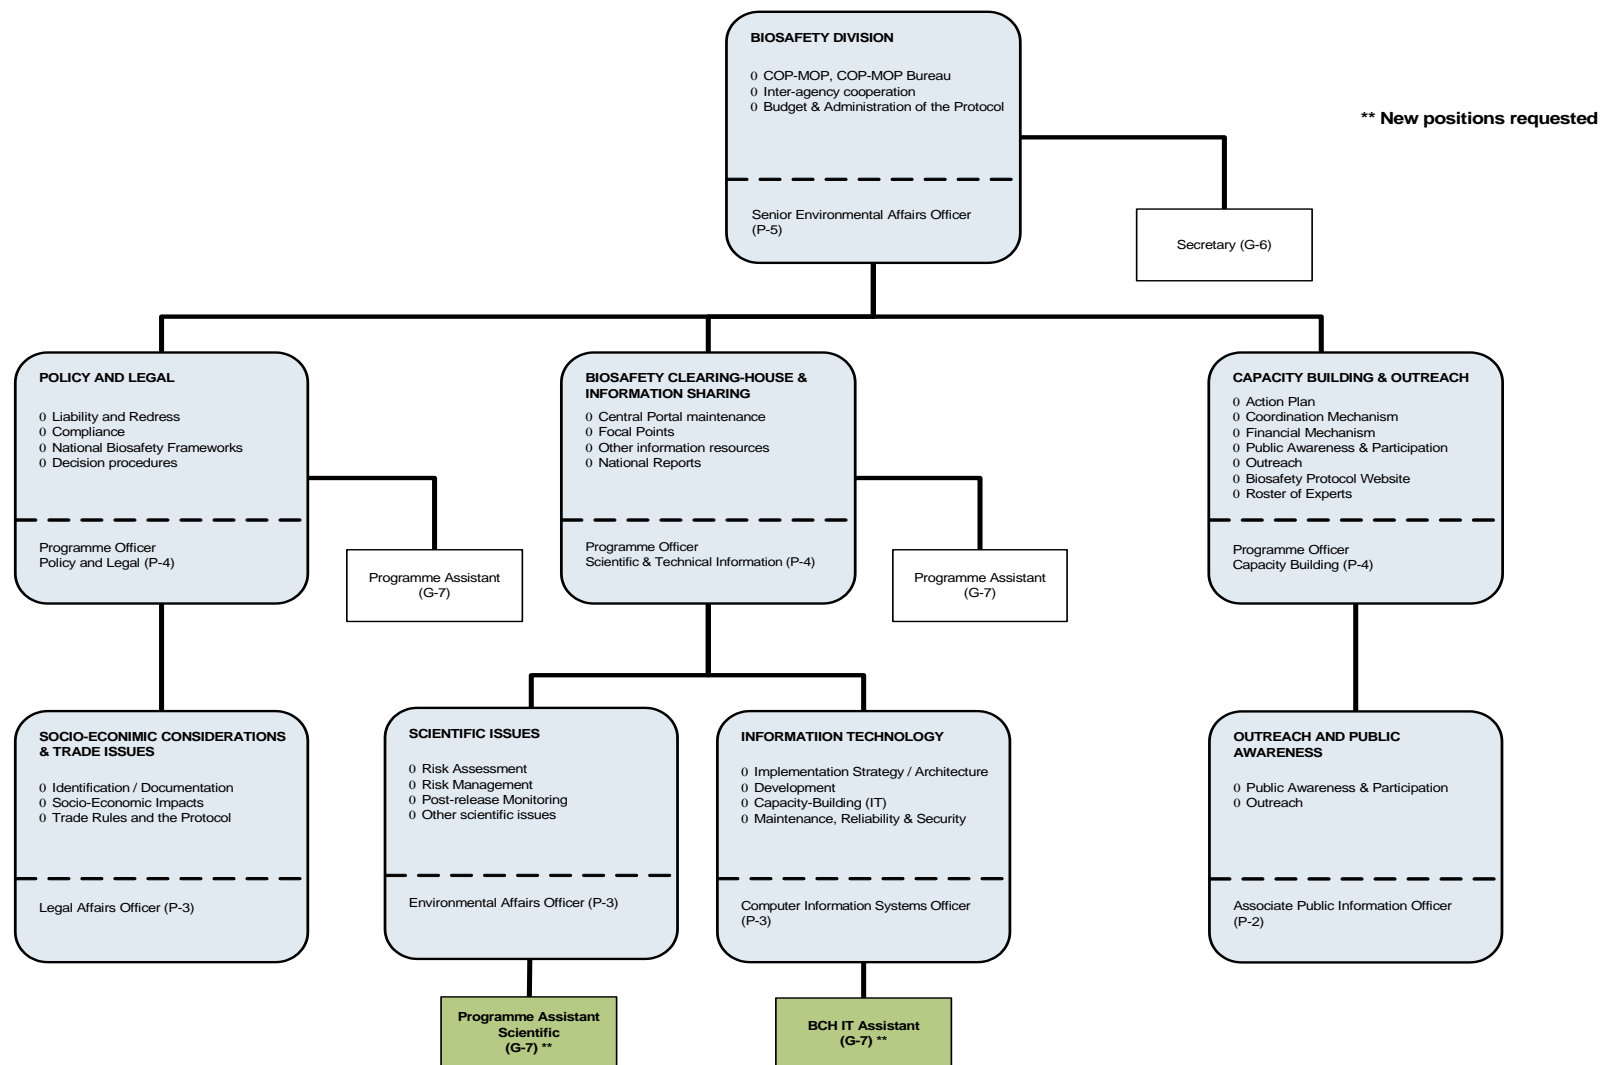 BIOSAFETY DIVISION
0 COP-MOP, COP-MOP Bureau
0 Inter-agency cooperation
0 Budget & Administration of the Protocol
Senior Environmental Affairs Officer
(P-5)
** New positions requested
Secretary (G-6)
POLICY AND LEGAL
0 Liability and Redress
0 Compliance
0 National Biosafety Frameworks
0 Decision procedures
Programme Officer
Policy and Legal (P-4)
Programme Assistant
(G-7)
BIOSAFETY CLEARING-HOUSE &
INFORMATION SHARING
0 Central Portal maintenance
0 Focal Points
0 Other information resources
0 National Reports
Programme Officer
Scientific & Technical Information (P-4)
Programme Assistant
(G-7)
CAPACITY BUILDING & OUTREACH
0 Action Plan
0 Coordination Mechanism
0 Financial Mechanism
0 Public Awareness & Participation
0 Outreach
0 Biosafety Protocol Website
0 Roster of Experts
Programme Officer
Capacity Building (P-4)
SOCIO-ECONIMIC CONSIDERATIONS
& TRADE ISSUES
0 Identification / Documentation
0 Socio-Economic Impacts
0 Trade Rules and the Protocol
Legal Affairs Officer (P-3)
SCIENTIFIC ISSUES
0 Risk Assessment
0 Risk Management
0 Post-release Monitoring
0 Other scientific issues
Environmental Affairs Officer (P-3)
INFORMATIION TECHNOLOGY
0 Implementation Strategy / Architecture
0 Development
0 Capacity-Building (IT)
0 Maintenance, Reliability & Security
Computer Information Systems Officer
(P-3)
OUTREACH AND PUBLIC
AWARENESS
0 Public Awareness & Participation
0 Outreach
Associate Public Information Officer
(P-2)
Programme Assistant
Scientific
(G-7) **
BCH IT Assistant
(G-7) **